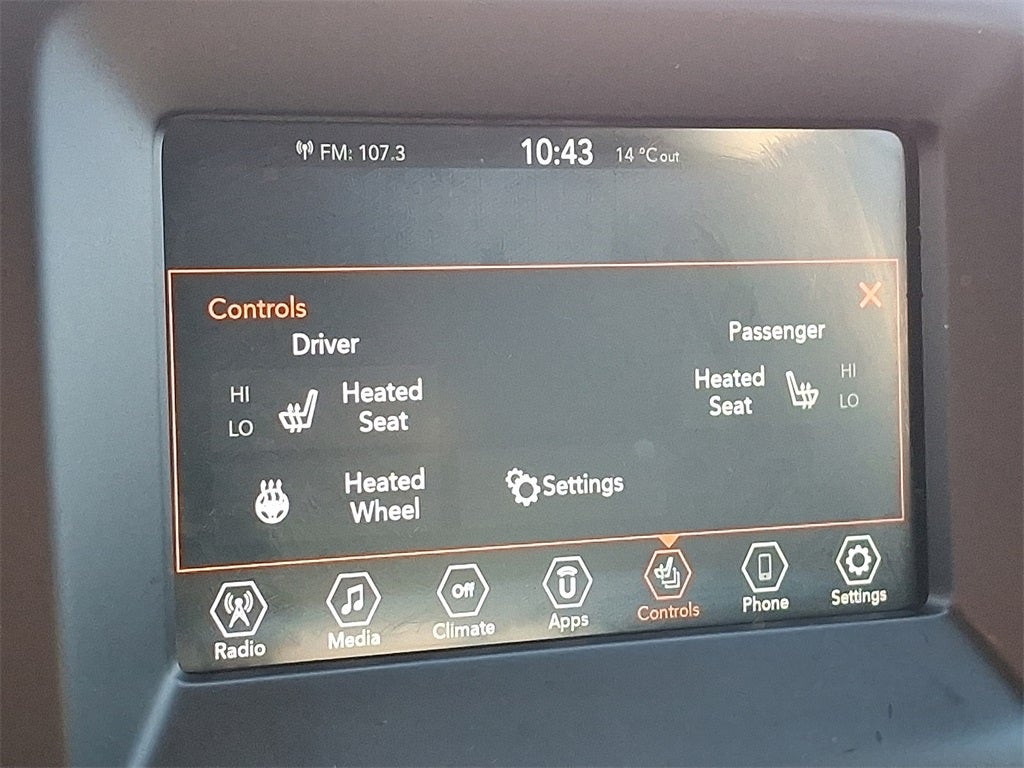 FM: 107.3 10:43 14 °C out
Controls
Driver
Passenger
HI
LO
Heated
Seat
Heated
Seat
HI
LO
Heated
Wheel
Settings
Radio
Media
Off
Climate
Apps
Controls
Phone
Settings